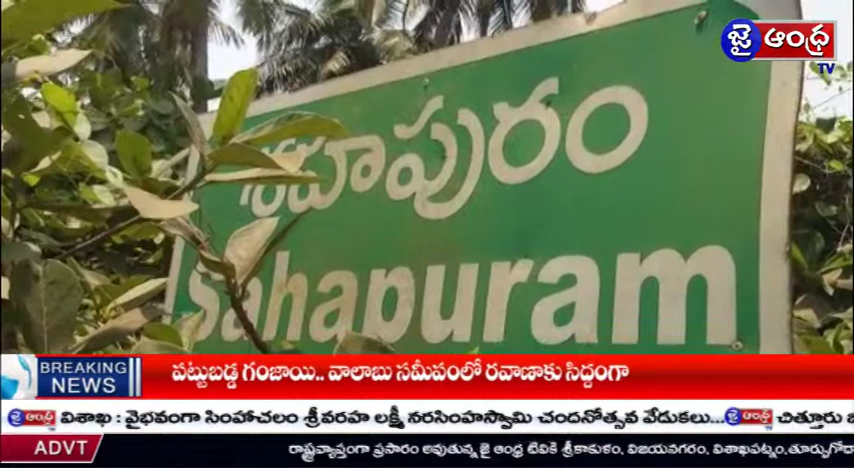 జై ఆంధ్ర
TV
శహపురం
Sahapuram
BREAKING
NEWS
పట్టుబడ్డ గంజాయి.. వాలాబు సమీపంలో రవాణాకు సిద్దంగా
జై ఆంధ్ర విశాఖ : వైభవంగా సింహాచలం శ్రీవరహ లక్ష్మీ నరసింహస్వామి చందనోత్సవ వేడుకలు... జై ఆంధ్ర చిత్తూరు
ADVT
రాష్ట్రవ్యాప్తంగా ప్రసారం అవుతున్న జై ఆంధ్ర టివికి శ్రీకాకుళం, విజయనగరం, విశాఖపట్నం,తూర్పుగోదా